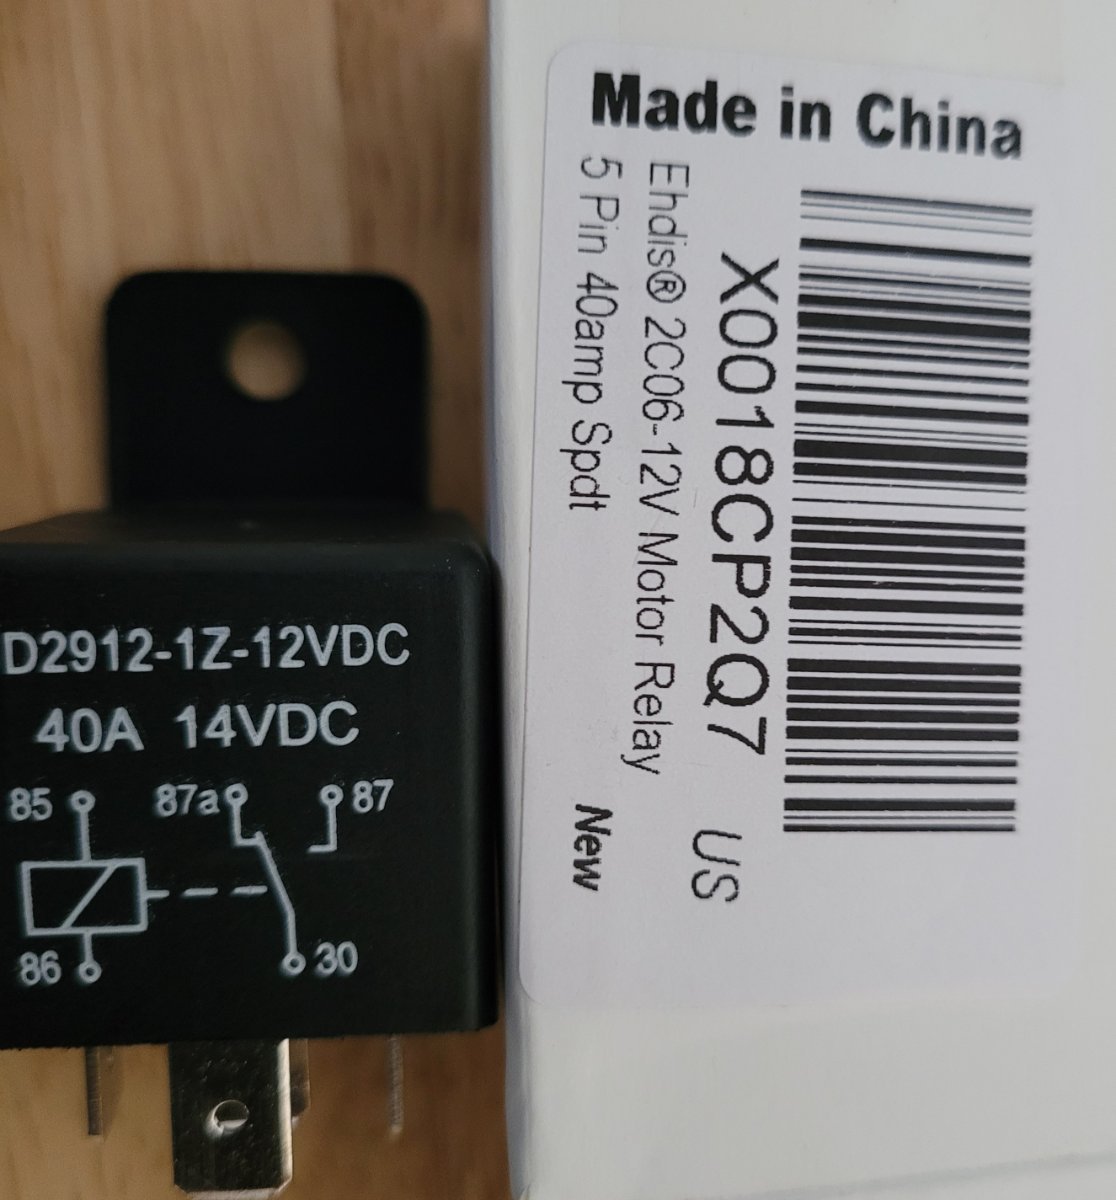 D2912-1Z-12VDC
40A 14VDC
85 87a 87
86 30
Made in China
X0018CP2Q7 US
Ehdis® 2C06-12V Motor Relay
5 Pin 40amp Spdt New